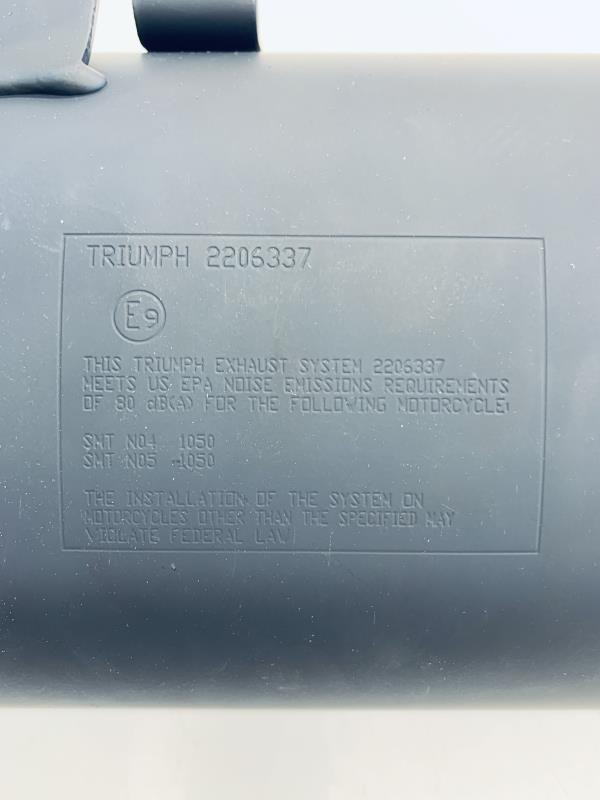 TRIUMPH 2206337
E9
THIS TRIUMPH EXHAUST SYSTEM 2206337
MEETS US EPA NOISE EMISSIONS REQUIREMENTS
OF 80 dB(A) FOR THE FOLLOWING MOTORCYCLE:
SMT N04 1050
SMT N05 1050
THE INSTALLATION OF THE SYSTEM ON
MOTORCYCLES OTHER THAN THE SPECIFIED MAY
VIOLATE FEDERAL LAW